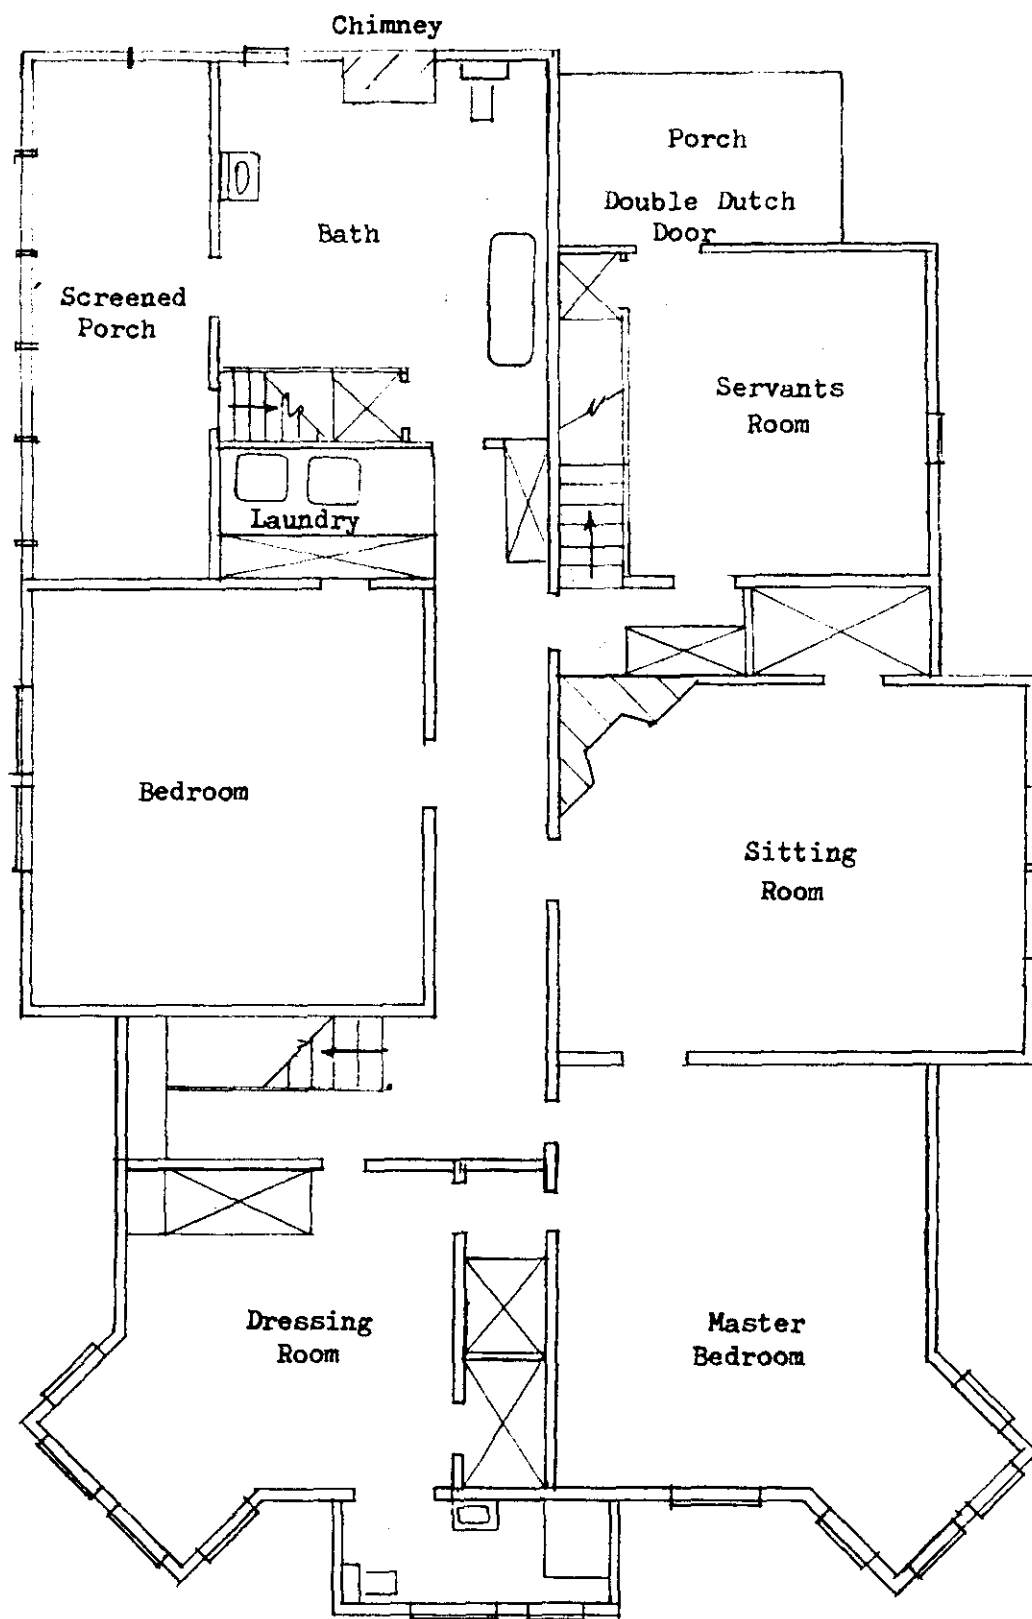 Chimney
Porch
Double Dutch
Door
Bath
Screened
Porch
Servants
Room
Laundry
Bedroom
Sitting
Room
Dressing
Room
Master
Bedroom